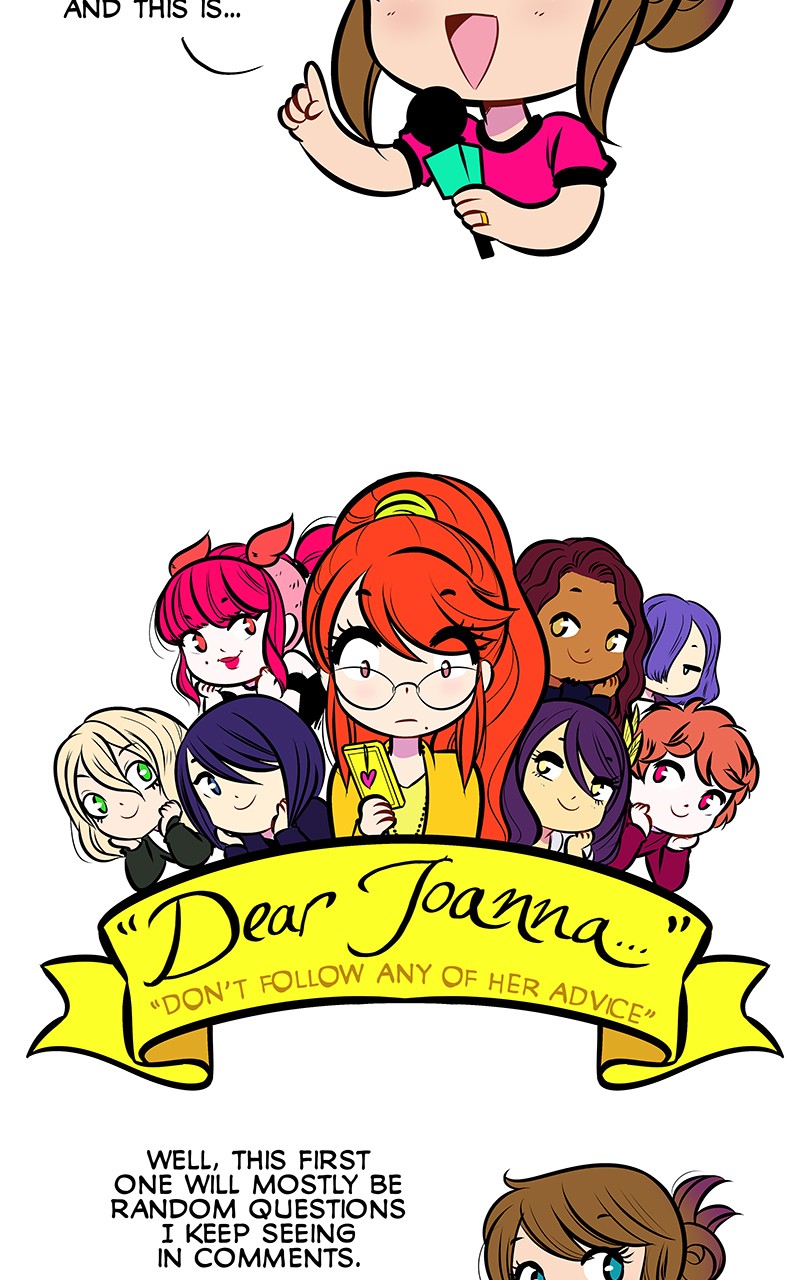 AND THIS IS...
"Dear Joanna..."
"DON'T FOLLOW ANY OF HER ADVICE"
WELL, THIS FIRST
ONE WILL MOSTLY BE
RANDOM QUESTIONS
I KEEP SEEING
IN COMMENTS.